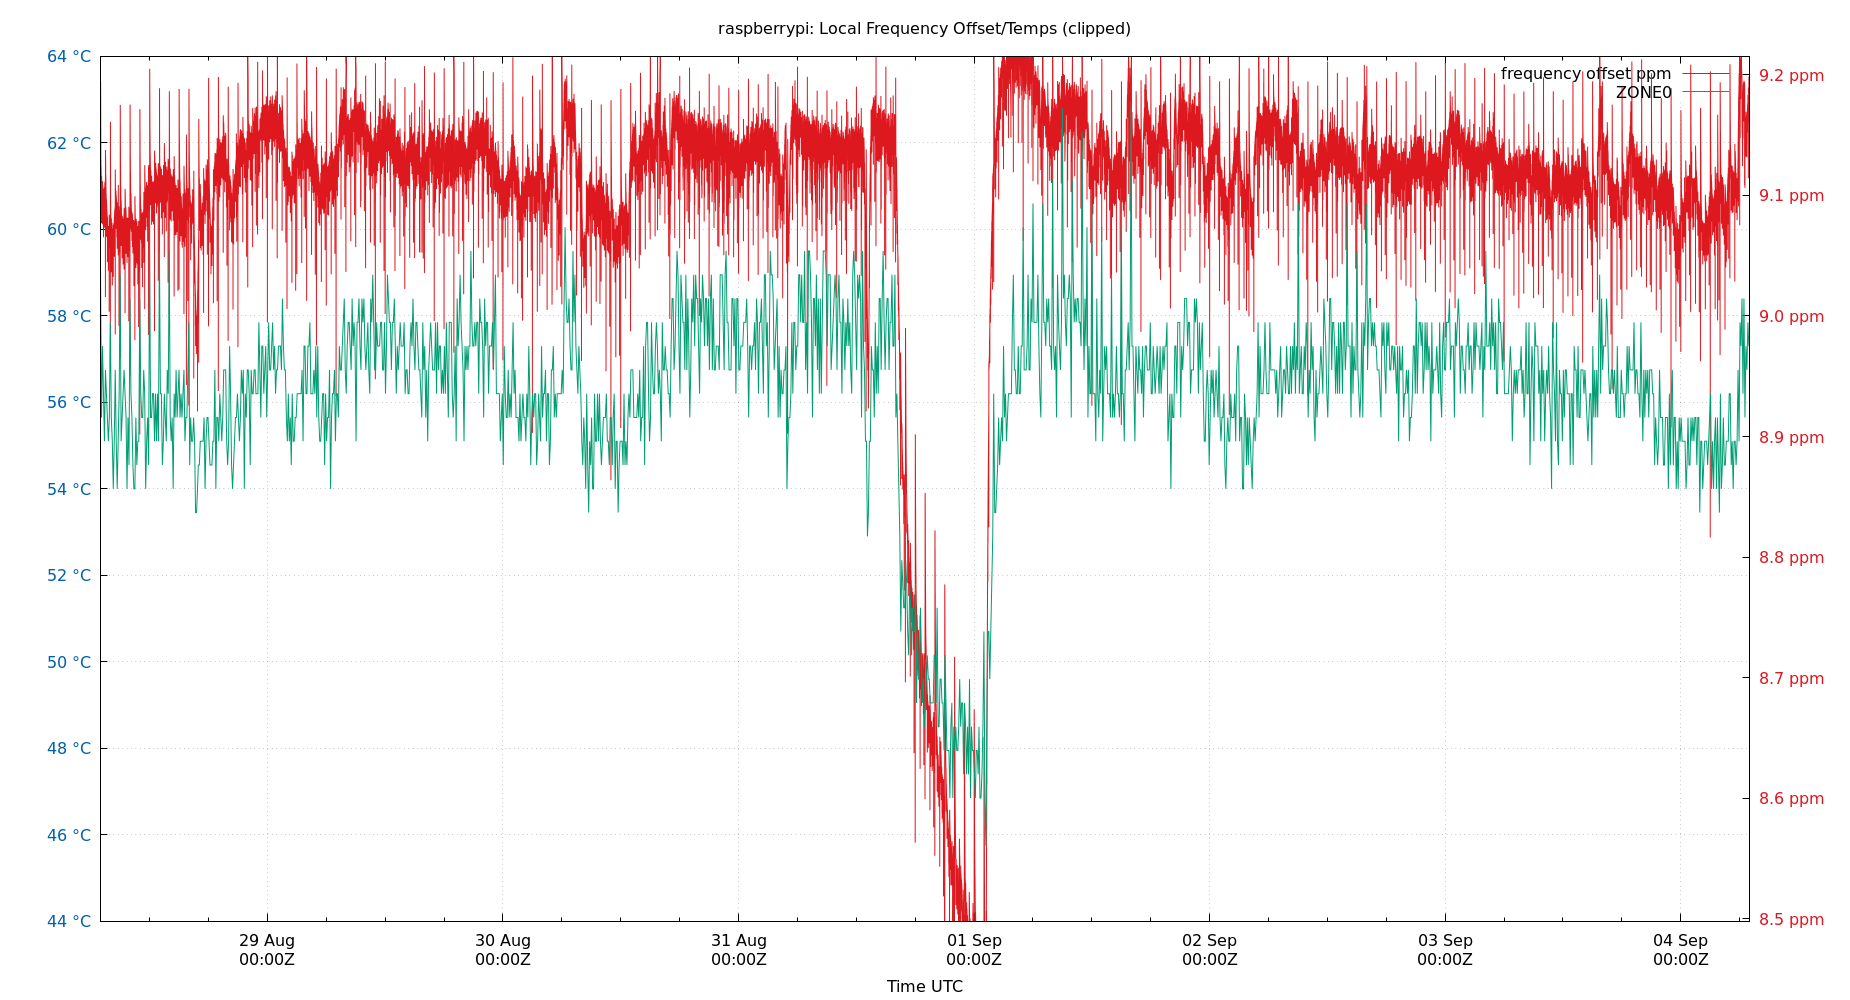 raspberrypi: Local Frequency Offset/Temps (clipped)
64 °C
62 °C
60 °C
58 °C
56 °C
54 °C
52 °C
50 °C
48 °C
46 °C
44 °C
frequency offset ppm
ZONE0
9.2 ppm
9.1 ppm
9.0 ppm
8.9 ppm
8.8 ppm
8.7 ppm
8.6 ppm
8.5 ppm
29 Aug 30 Aug 31 Aug 01 Sep 02 Sep 03 Sep 04 Sep
00:00Z 00:00Z 00:00Z 00:00Z 00:00Z 00:00Z 00:00Z
Time UTC